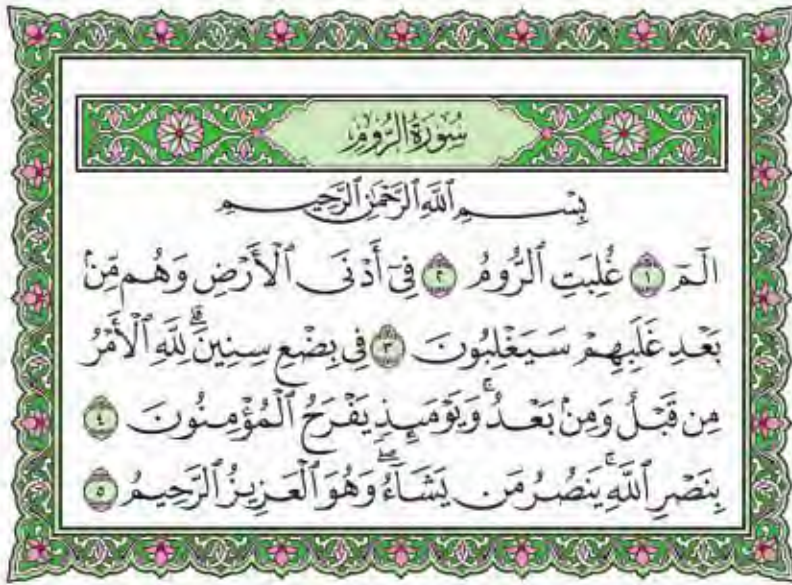 سُورَةُ الرُّومِ
بِسْمِ ٱللَّهِ ٱلرَّحْمَٰنِ ٱلرَّحِيمِ
الٓمٓ ١ غُلِبَتِ ٱلرُّومُ ٢ فِىٓ أَدْنَى ٱلْأَرْضِ وَهُم مِّنۢ
بَعْدِ غَلَبِهِمْ سَيَغْلِبُونَ ٣ فِى بِضْعِ سِنِينَ ۗ لِلَّهِ ٱلْأَمْرُ
مِن قَبْلُ وَمِنۢ بَعْدُ ۚ وَيَوْمَئِذٍ يَفْرَحُ ٱلْمُؤْمِنُونَ ٤
بِنَصْرِ ٱللَّهِ ۚ يَنصُرُ مَن يَشَآءُ ۖ وَهُوَ ٱلْعَزِيزُ ٱلرَّحِيمُ ٥